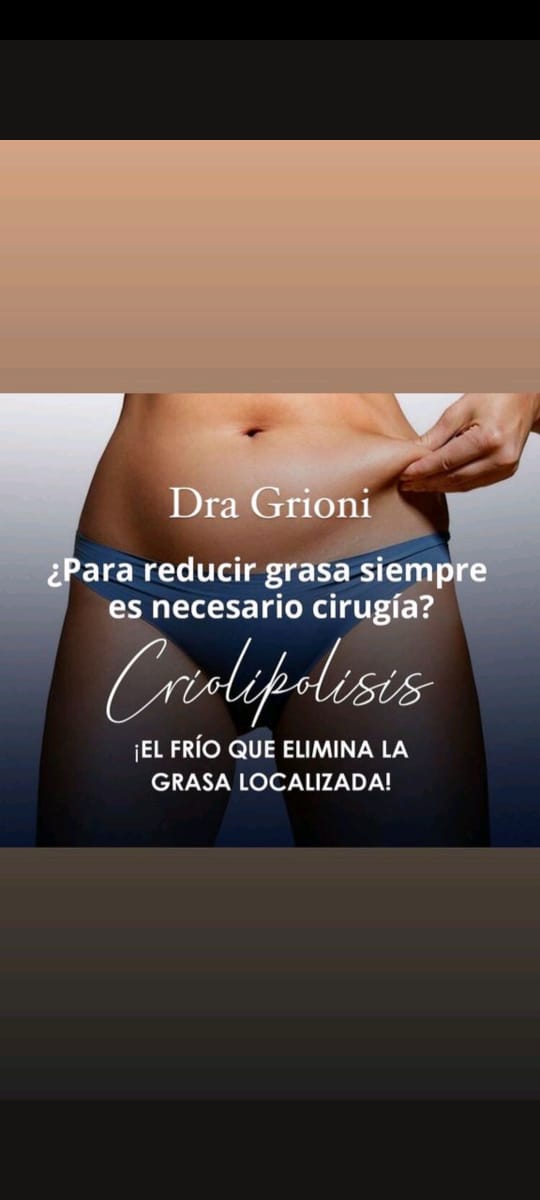 Dra Grioni
¿Para reducir grasa siempre
es necesario cirugía?
Criolipolisis
¡EL FRÍO QUE ELIMINA LA
GRASA LOCALIZADA!